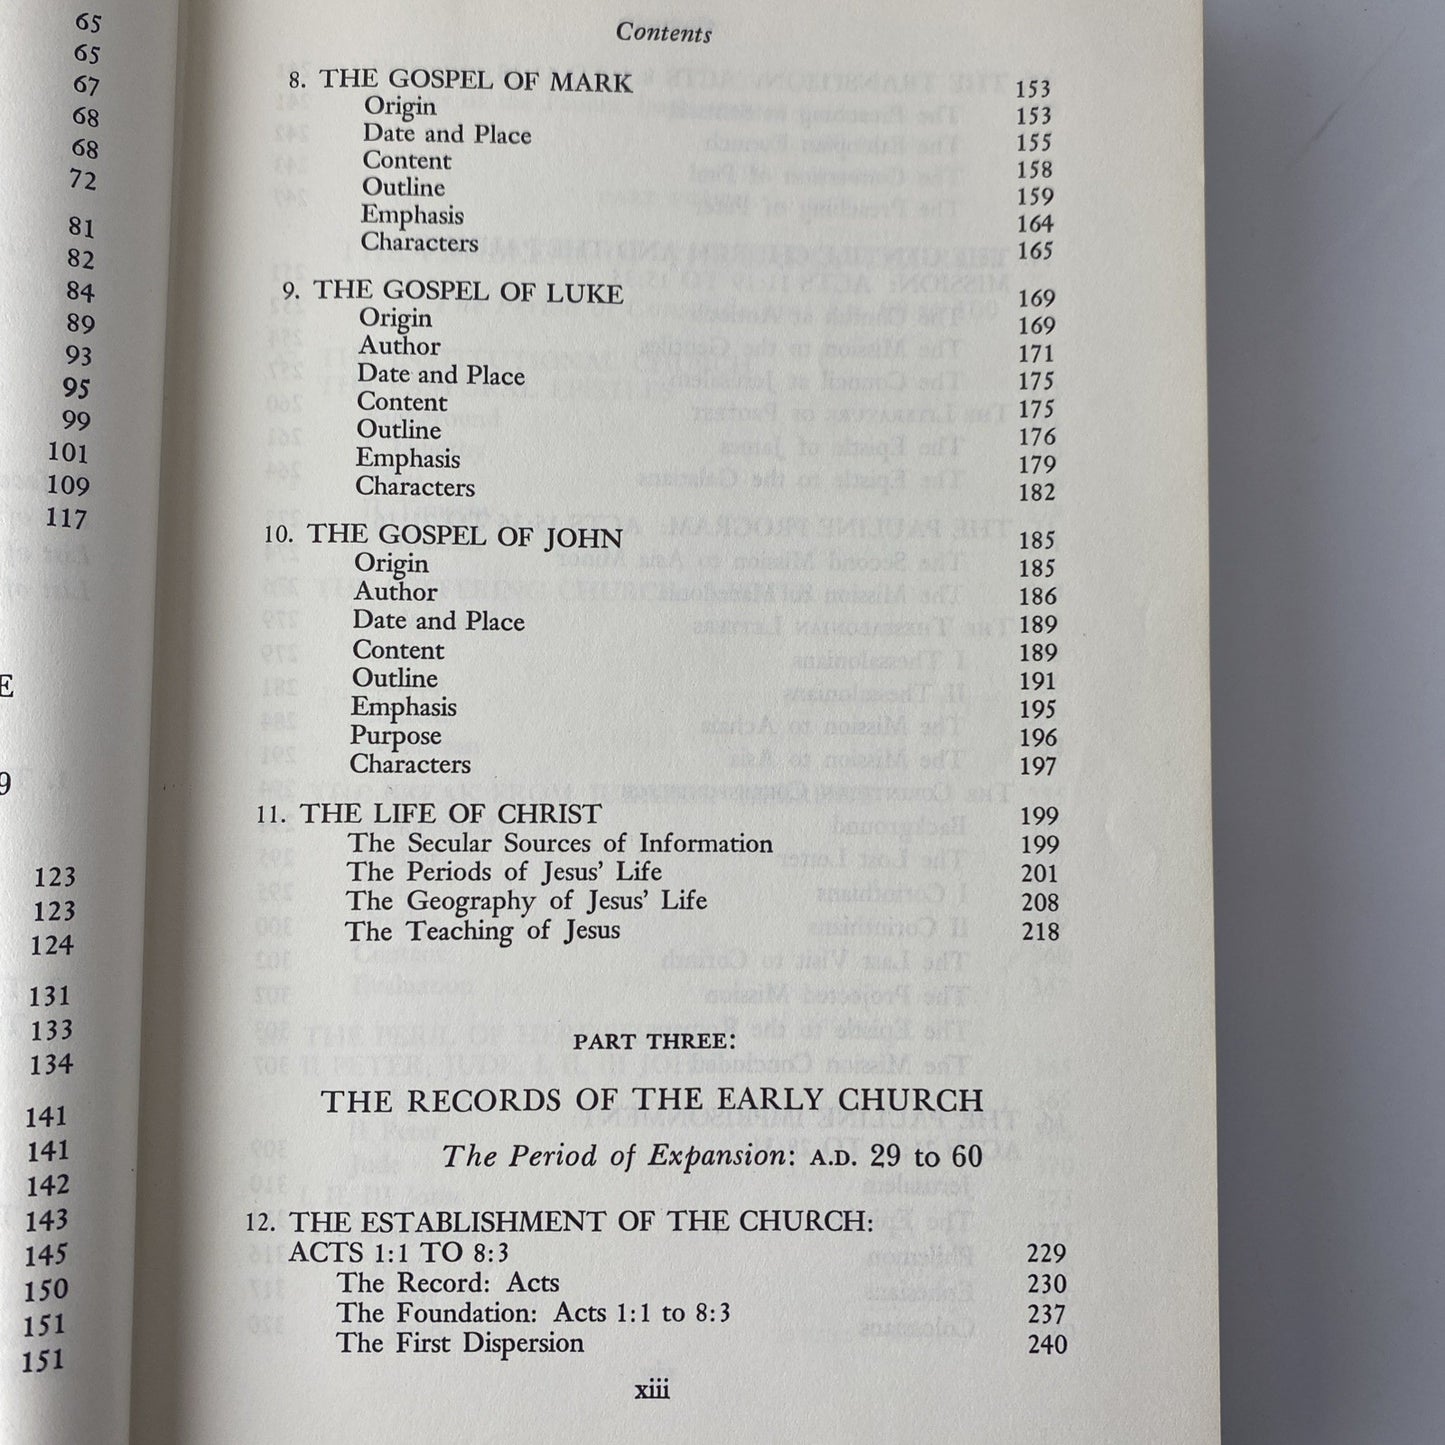 65
65
67
68
68
72
81
82
84
89
93
95
99
101
109
117
E
9
123
123
124
131
133
134
141
141
142
143
145
150
151
151
Contents
8. THE GOSPEL OF MARK 153
Origin 153
Date and Place 155
Content 158
Outline 159
Emphasis 164
Characters 165
9. THE GOSPEL OF LUKE 169
Origin 169
Author 171
Date and Place 175
Content 175
Outline 176
Emphasis 179
Characters 182
10. THE GOSPEL OF JOHN 185
Origin 185
Author 186
Date and Place 189
Content 189
Outline 191
Emphasis 195
Purpose 196
Characters 197
11. THE LIFE OF CHRIST 199
The Secular Sources of Information 199
The Periods of Jesus' Life 201
The Geography of Jesus' Life 208
The Teaching of Jesus 218
PART THREE:
THE RECORDS OF THE EARLY CHURCH
The Period of Expansion: A.D. 29 to 60
12. THE ESTABLISHMENT OF THE CHURCH:
ACTS 1:1 TO 8:3 229
The Record: Acts 230
The Foundation: Acts 1:1 to 8:3 237
The First Dispersion 240
xiii